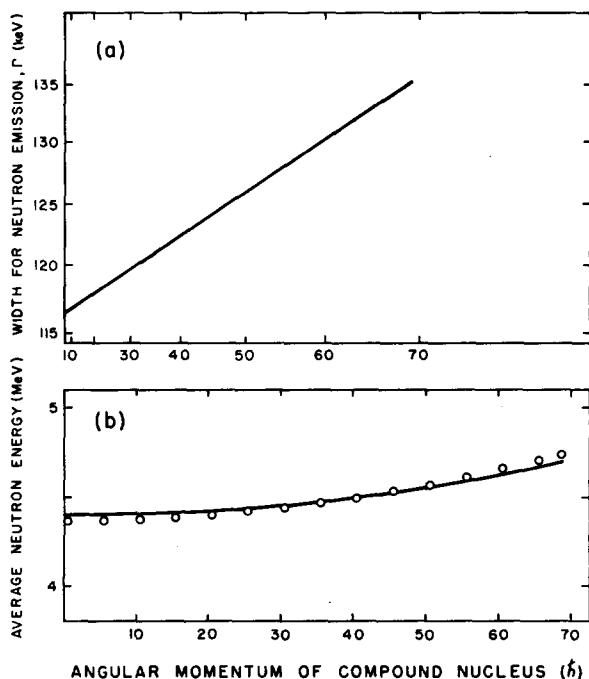 (a)
WIDTH FOR NEUTRON EMISSION, Γ (keV)
135
130
125
120
115
10 30 40 50 60 70
(b)
AVERAGE NEUTRON ENERGY (MeV)
5
4
10 20 30 40 50 60 70
ANGULAR MOMENTUM OF COMPOUND NUCLEUS (ħ)